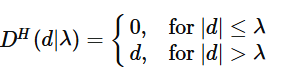 D^H(d|λ) = { 0, for |d| ≤ λ
d, for |d| > λ